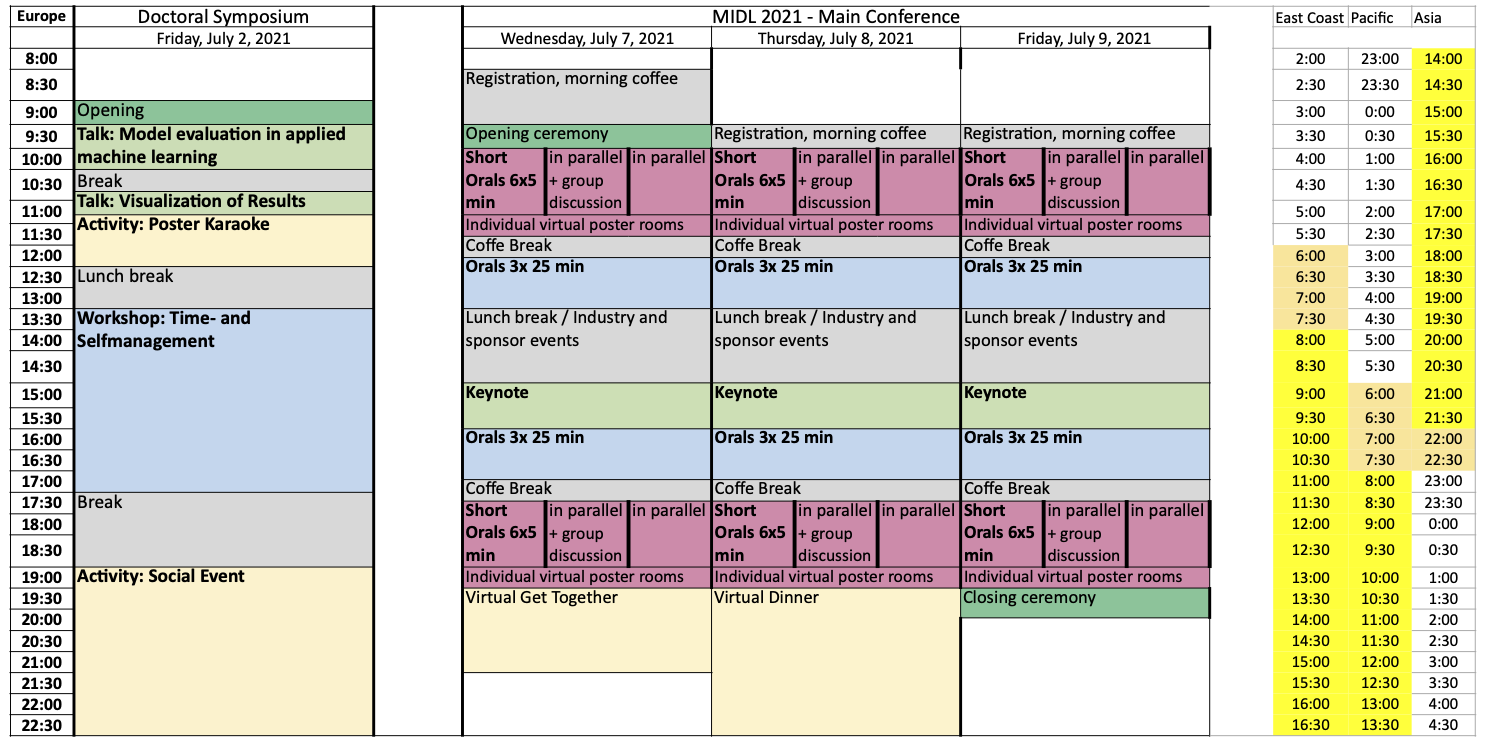 Europe Doctoral Symposium MIDL 2021 - Main Conference East Coast Pacific Asia
Friday, July 2, 2021 Wednesday, July 7, 2021 Thursday, July 8, 2021 Friday, July 9, 2021
8:00 2:00 23:00 14:00
8:30 Registration, morning coffee 2:30 23:30 14:30
9:00 Opening 3:00 0:00 15:00
9:30 Talk: Model evaluation in applied Opening ceremony Registration, morning coffee Registration, morning coffee 3:30 0:30 15:30
10:00 machine learning Short in parallel in parallel Short in parallel in parallel Short in parallel in parallel 4:00 1:00 16:00
10:30 Break Orals 6x5 + group Orals 6x5 + group Orals 6x5 + group 4:30 1:30 16:30
11:00 Talk: Visualization of Results min discussion min discussion min discussion 5:00 2:00 17:00
11:30 Activity: Poster Karaoke Individual virtual poster rooms Individual virtual poster rooms Individual virtual poster rooms 5:30 2:30 17:30
12:00 Coffe Break Coffe Break Coffe Break 6:00 3:00 18:00
12:30 Lunch break Orals 3x 25 min Orals 3x 25 min Orals 3x 25 min 6:30 3:30 18:30
13:00 7:00 4:00 19:00
13:30 Workshop: Time- and Lunch break / Industry and Lunch break / Industry and Lunch break / Industry and 7:30 4:30 19:30
14:00 Selfmanagement sponsor events sponsor events sponsor events 8:00 5:00 20:00
14:30 8:30 5:30 20:30
15:00 Keynote Keynote Keynote 9:00 6:00 21:00
15:30 9:30 6:30 21:30
16:00 Orals 3x 25 min Orals 3x 25 min Orals 3x 25 min 10:00 7:00 22:00
16:30 10:30 7:30 22:30
17:00 Coffe Break Coffe Break Coffe Break 11:00 8:00 23:00
17:30 Break Short in parallel in parallel Short in parallel in parallel Short in parallel in parallel 11:30 8:30 23:30
18:00 Orals 6x5 + group Orals 6x5 + group Orals 6x5 + group 12:00 9:00 0:00
18:30 min discussion min discussion min discussion 12:30 9:30 0:30
19:00 Activity: Social Event Individual virtual poster rooms Individual virtual poster rooms Individual virtual poster rooms 13:00 10:00 1:00
19:30 Virtual Get Together Virtual Dinner Closing ceremony 13:30 10:30 1:30
20:00 14:00 11:00 2:00
20:30 14:30 11:30 2:30
21:00 15:00 12:00 3:00
21:30 15:30 12:30 3:30
22:00 16:00 13:00 4:00
22:30 16:30 13:30 4:30